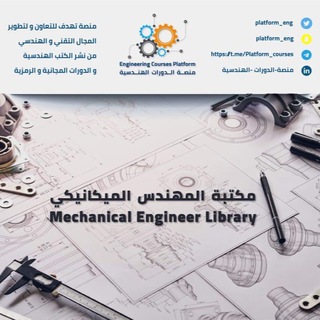 منصة تهدف للتعاون و لتطوير
المجال التقني و الهندسي
من نشر الكتب الهندسية
و الدورات المجانية و الرمزية
Engineering Courses Platform
منصة الدورات الهندسية
platform_eng
platform_eng
https://t.me/Platform_courses
منصة-الدورات -الهندسية
مكتبة المهندس الميكانيكي
Mechanical Engineer Library